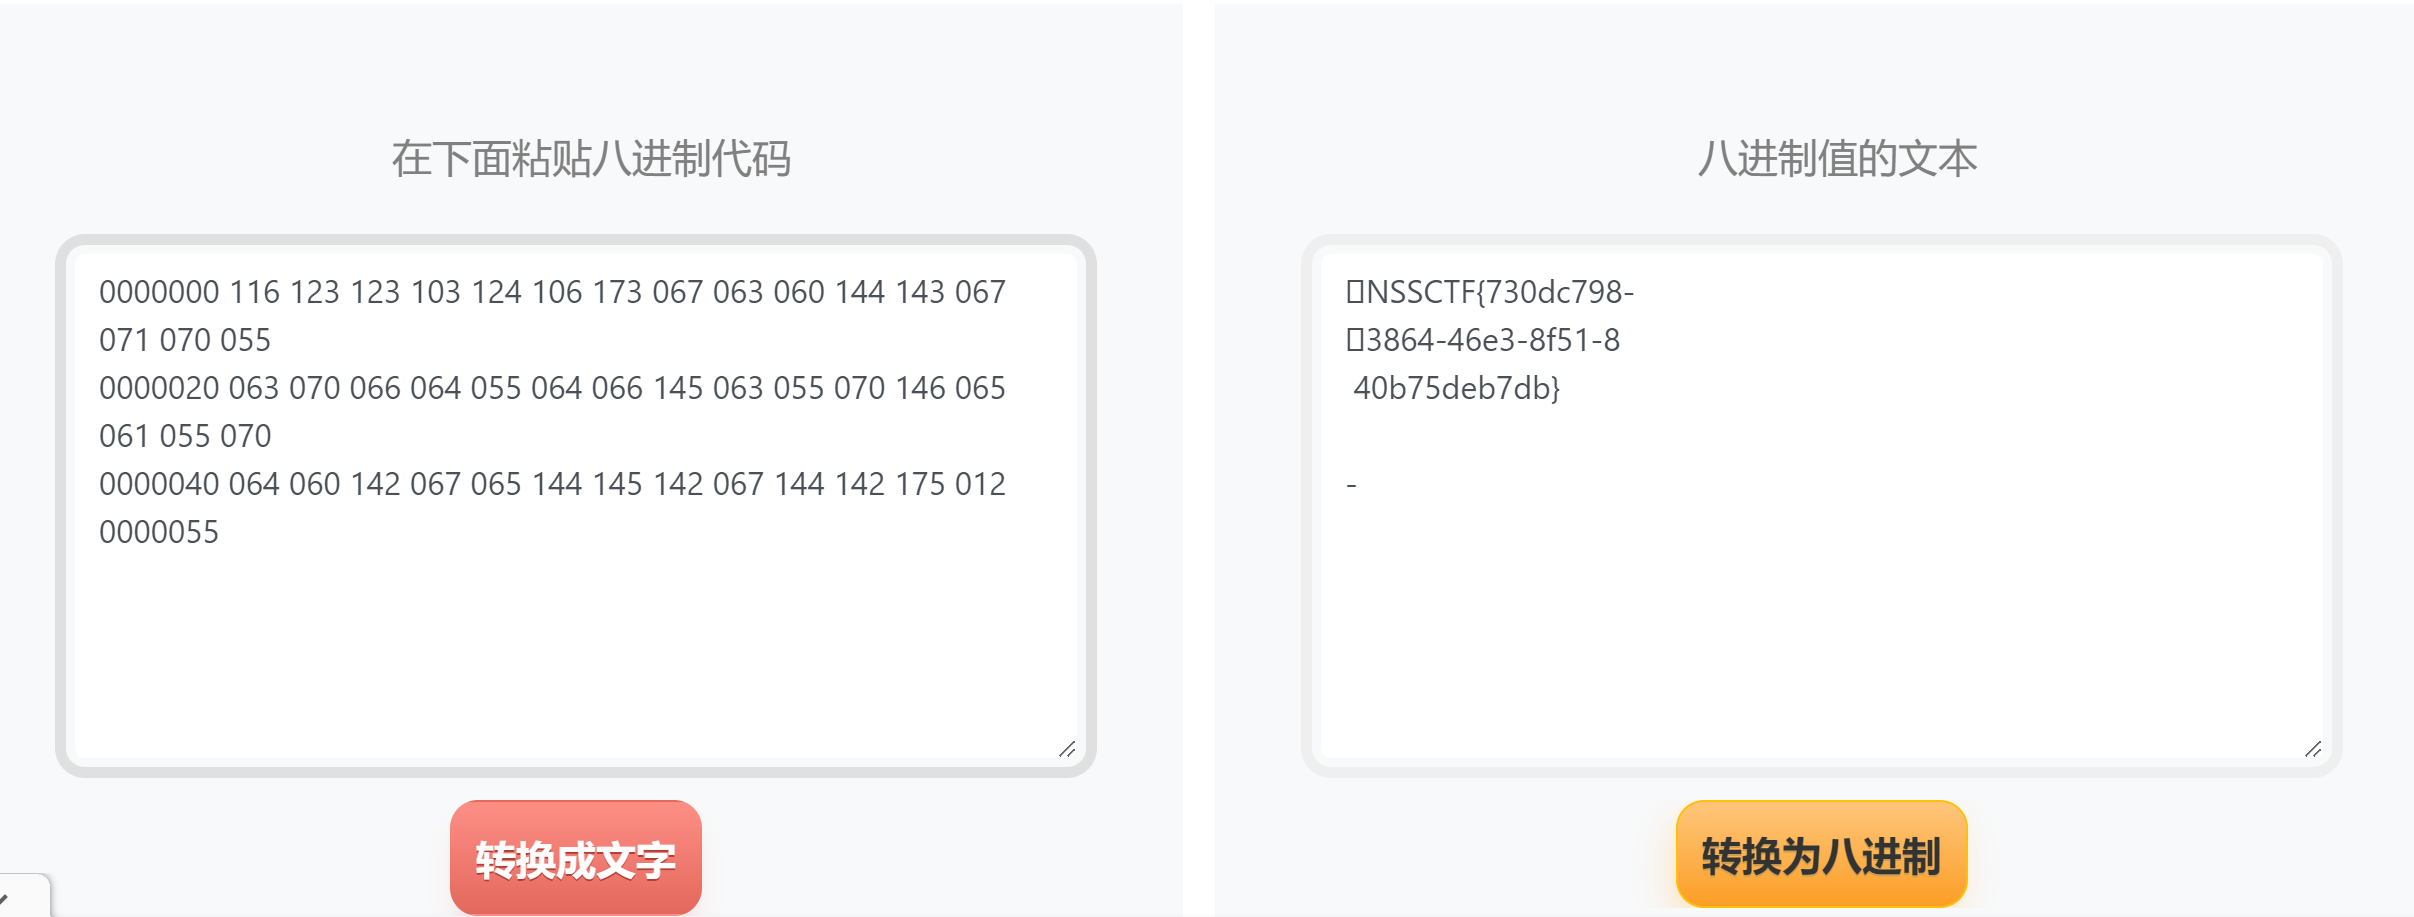 在下面粘贴八进制代码
0000000 116 123 123 103 124 106 173 067 063 060 144 143 067
071 070 055
0000020 063 070 066 064 055 064 066 145 063 055 070 146 065
061 055 070
0000040 064 060 142 067 065 144 145 142 067 144 142 175 012
0000055
转换成文字
八进制值的文本
NSSCTF{730dc798-
3864-46e3-8f51-8
40b75deb7db}
-
转换为八进制